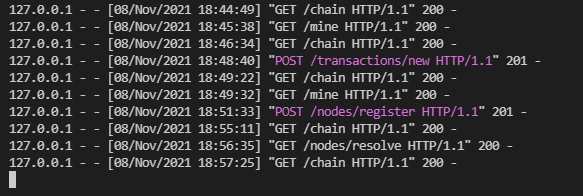 127.0.0.1 - - [08/Nov/2021 18:44:49] "GET /chain HTTP/1.1" 200 -
127.0.0.1 - - [08/Nov/2021 18:45:38] "GET /mine HTTP/1.1" 200 -
127.0.0.1 - - [08/Nov/2021 18:46:34] "GET /chain HTTP/1.1" 200 -
127.0.0.1 - - [08/Nov/2021 18:48:40] "POST /transactions/new HTTP/1.1" 201 -
127.0.0.1 - - [08/Nov/2021 18:49:22] "GET /chain HTTP/1.1" 200 -
127.0.0.1 - - [08/Nov/2021 18:49:32] "GET /mine HTTP/1.1" 200 -
127.0.0.1 - - [08/Nov/2021 18:51:33] "POST /nodes/register HTTP/1.1" 201 -
127.0.0.1 - - [08/Nov/2021 18:55:11] "GET /chain HTTP/1.1" 200 -
127.0.0.1 - - [08/Nov/2021 18:56:35] "GET /nodes/resolve HTTP/1.1" 200 -
127.0.0.1 - - [08/Nov/2021 18:57:25] "GET /chain HTTP/1.1" 200 -